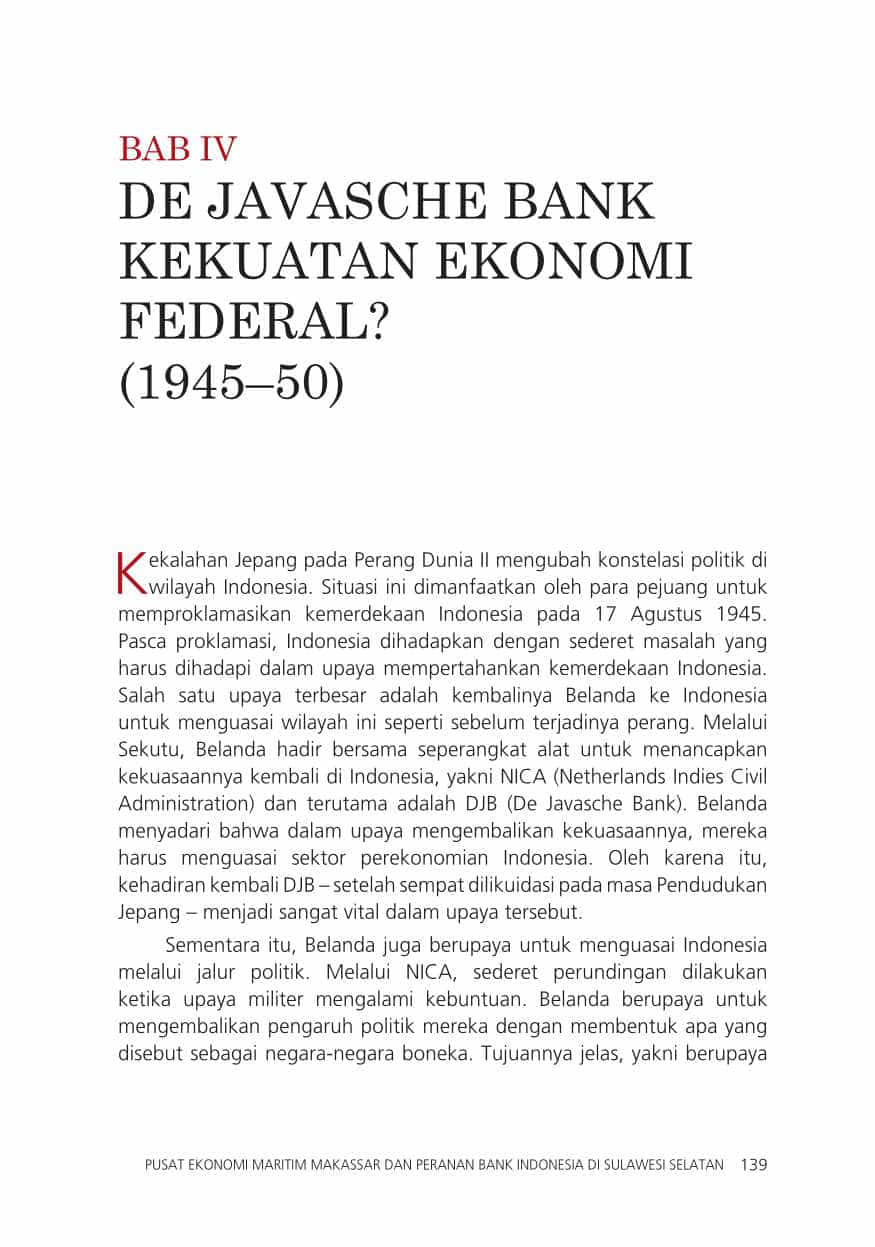 BAB IV
DE JAVASCHE BANK
KEKUATAN EKONOMI
FEDERAL?
(1945–50)
Kekalahan Jepang pada Perang Dunia II mengubah konstelasi politik di
wilayah Indonesia. Situasi ini dimanfaatkan oleh para pejuang untuk
memproklamasikan kemerdekaan Indonesia pada 17 Agustus 1945.
Pasca proklamasi, Indonesia dihadapkan dengan sederet masalah yang
harus dihadapi dalam upaya mempertahankan kemerdekaan Indonesia.
Salah satu upaya terbesar adalah kembalinya Belanda ke Indonesia
untuk menguasai wilayah ini seperti sebelum terjadinya perang. Melalui
Sekutu, Belanda hadir bersama seperangkat alat untuk menancapkan
kekuasaannya kembali di Indonesia, yakni NICA (Netherlands Indies Civil
Administration) dan terutama adalah DJB (De Javasche Bank). Belanda
menyadari bahwa dalam upaya mengembalikan kekuasaannya, mereka
harus menguasai sektor perekonomian Indonesia. Oleh karena itu,
kehadiran kembali DJB – setelah sempat dilikuidasi pada masa Pendudukan
Jepang – menjadi sangat vital dalam upaya tersebut.
Sementara itu, Belanda juga berupaya untuk menguasai Indonesia
melalui jalur politik. Melalui NICA, sederet perundingan dilakukan
ketika upaya militer mengalami kebuntuan. Belanda berupaya untuk
mengembalikan pengaruh politik mereka dengan membentuk apa yang
disebut sebagai negara-negara boneka. Tujuannya jelas, yakni berupaya
PUSAT EKONOMI MARITIM MAKASSAR DAN PERANAN BANK INDONESIA DI SULAWESI SELATAN 139